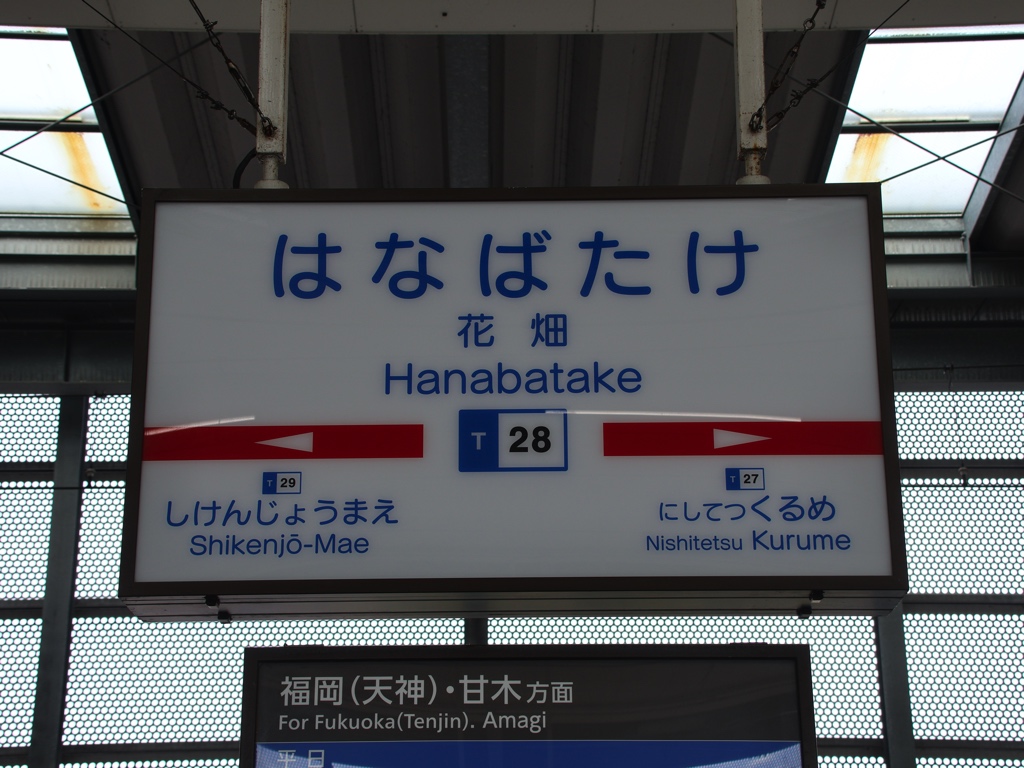 はなばたけ
花畑
Hanabatake
T 28
T 29
しけんじょうまえ
Shikenjō-Mae
T 27
にしてつくるめ
Nishitetsu Kurume
福岡(天神)・甘木方面
For Fukuoka(Tenjin). Amagi
平日